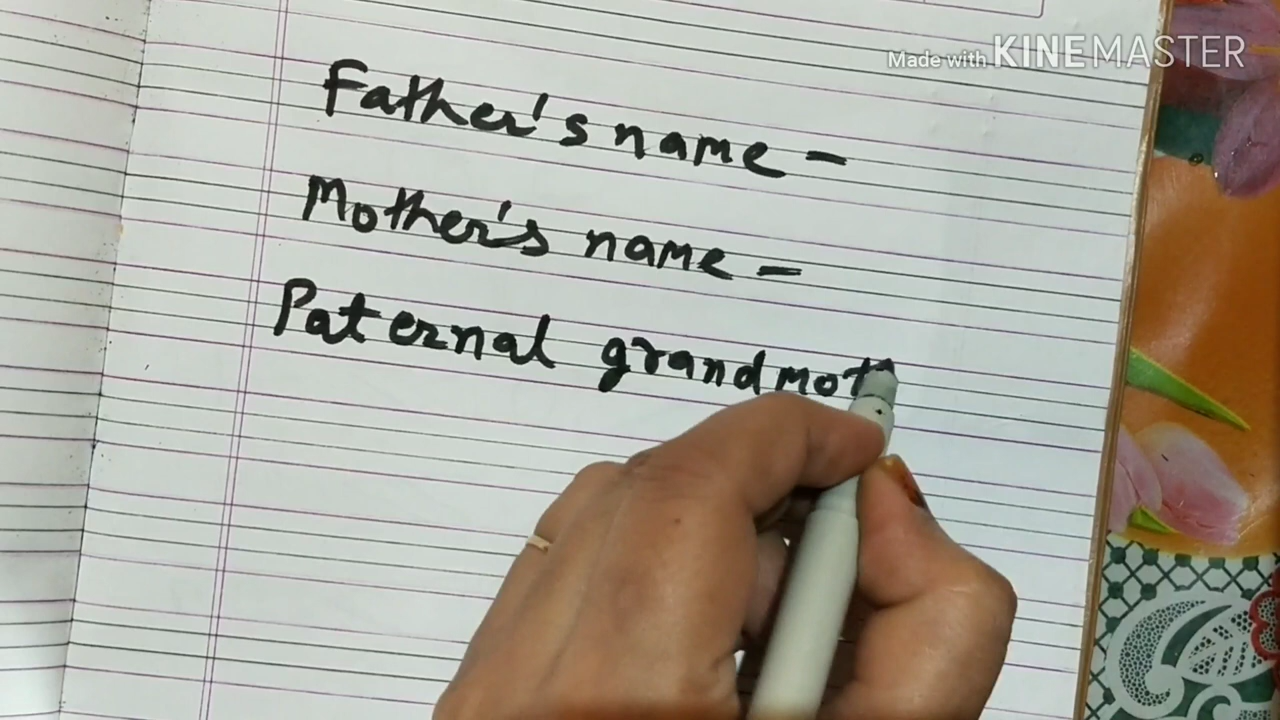 Made with KINEMASTER
Father's name -
Mother's name -
Paternal grandmot